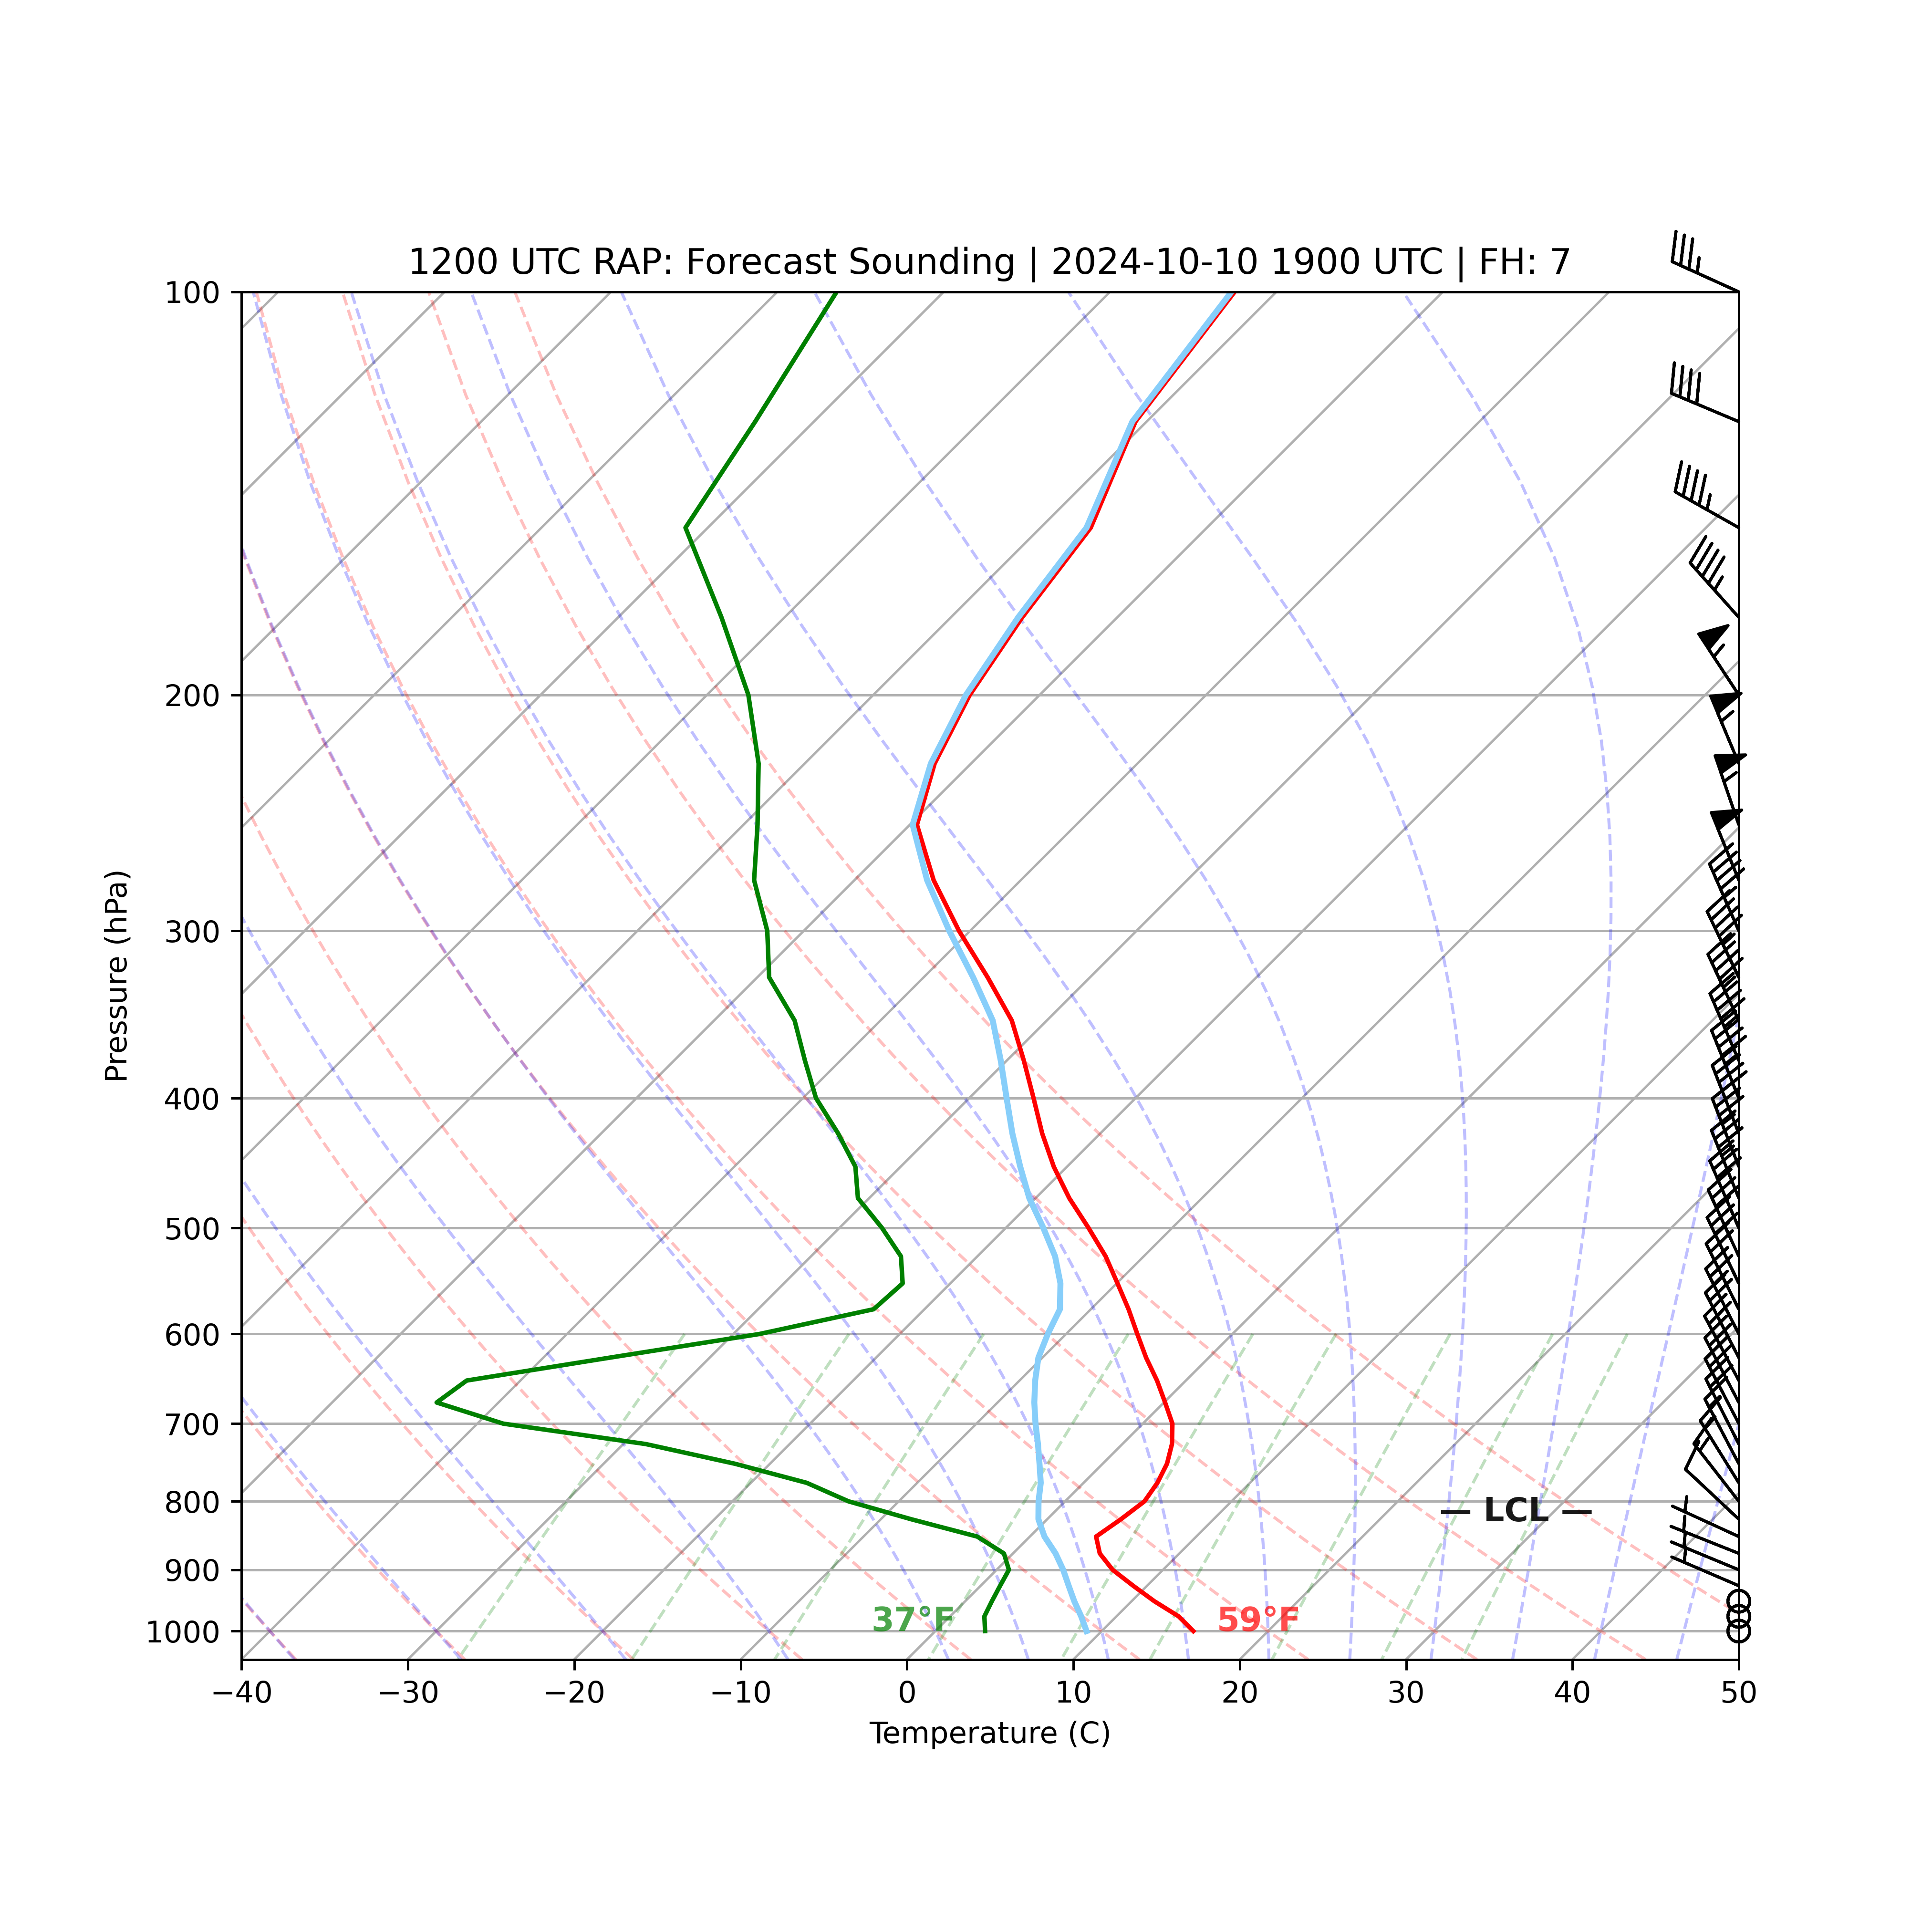 1200 UTC RAP: Forecast Sounding | 2024-10-10 1900 UTC | FH: 7
100
200
300
400
500
600
700
800
900
1000
Pressure (hPa)
— LCL —
37°F
59°F
−40 −30 −20 −10 0 10 20 30 40 50
Temperature (C)